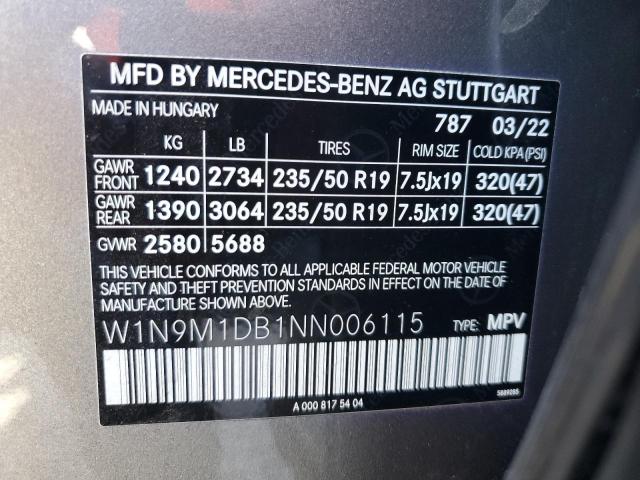 MFD BY MERCEDES-BENZ AG STUTTGART
MADE IN HUNGARY 787 03/22
KG LB TIRES RIM SIZE COLD KPA (PSI)
GAWR FRONT 1240 2734 235/50 R19 7.5Jx19 320(47)
GAWR REAR 1390 3064 235/50 R19 7.5Jx19 320(47)
GVWR 2580 5688
THIS VEHICLE CONFORMS TO ALL APPLICABLE FEDERAL MOTOR VEHICLE
SAFETY AND THEFT PREVENTION STANDARDS IN EFFECT ON THE DATE OF
MANUFACTURE SHOWN ABOVE.
W1N9M1DB1NN006115 TYPE: MPV
A 000 817 54 04